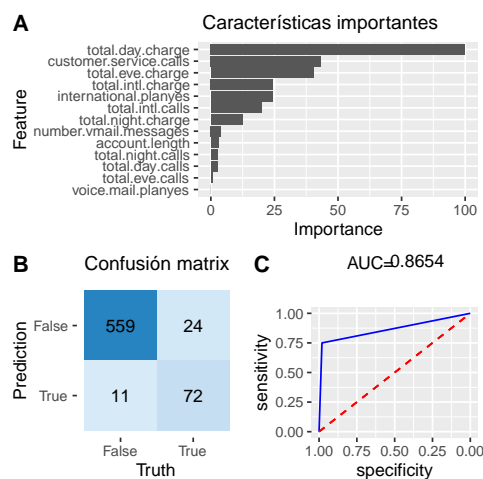 A
Características importantes
Feature
total.day.charge
customer.service.calls
total.eve.charge
total.intl.charge
international.planyes
total.intl.calls
total.night.charge
number.vmail.messages
account.length
total.night.calls
total.day.calls
total.eve.calls
voice.mail.planyes
0 25 50 75 100
Importance
B
Confusión matrix
Prediction
False 559 24
True 11 72
False True
Truth
C
AUC=0.8654
sensitivity
1.00
0.75
0.50
0.25
0.00
1.00 0.75 0.50 0.25 0.00
specificity